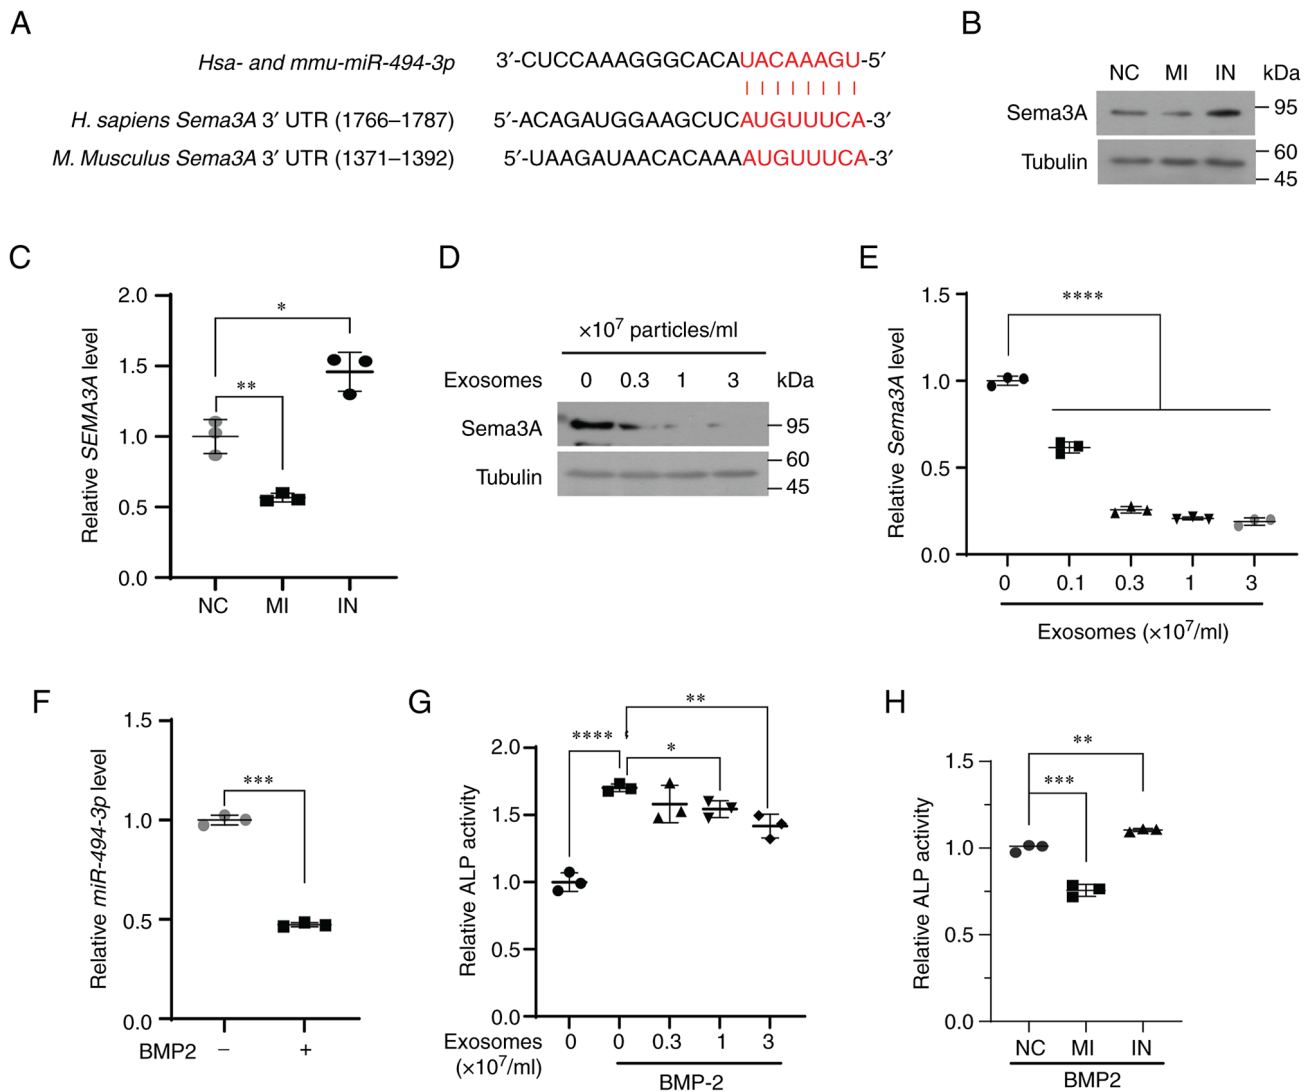 A
Hsa- and mmu-miR-494-3p 3′-CUCCAAAGGGCACAUACAAAGU-5′
H. sapiens Sema3A 3′ UTR (1766–1787) 5′-ACAGAUGGAAGCUCAUGUUUCA-3′
M. Musculus Sema3A 3′ UTR (1371–1392) 5′-UAAGAUAACACAAAAUGUUUCA-3′
B
NC MI IN kDa
Sema3A 95
Tubulin 60
45
C
Relative SEMA3A level
2.0
1.5
1.0
0.5
0.0
*
**
NC MI IN
D
×10⁷ particles/ml
Exosomes 0 0.3 1 3 kDa
Sema3A 95
Tubulin 60
45
E
Relative Sema3A level
1.5
1.0
0.5
0.0
****
0 0.1 0.3 1 3
Exosomes (×10⁷/ml)
F
Relative miR-494-3p level
1.5
1.0
0.5
0.0
***
BMP2 – +
G
Relative ALP activity
2.0
1.5
1.0
0.5
0.0
**
****
*
Exosomes 0 0 0.3 1 3
(×10⁷/ml)
BMP-2
H
Relative ALP activity
1.5
1.0
0.5
0.0
**
***
NC MI IN
BMP2